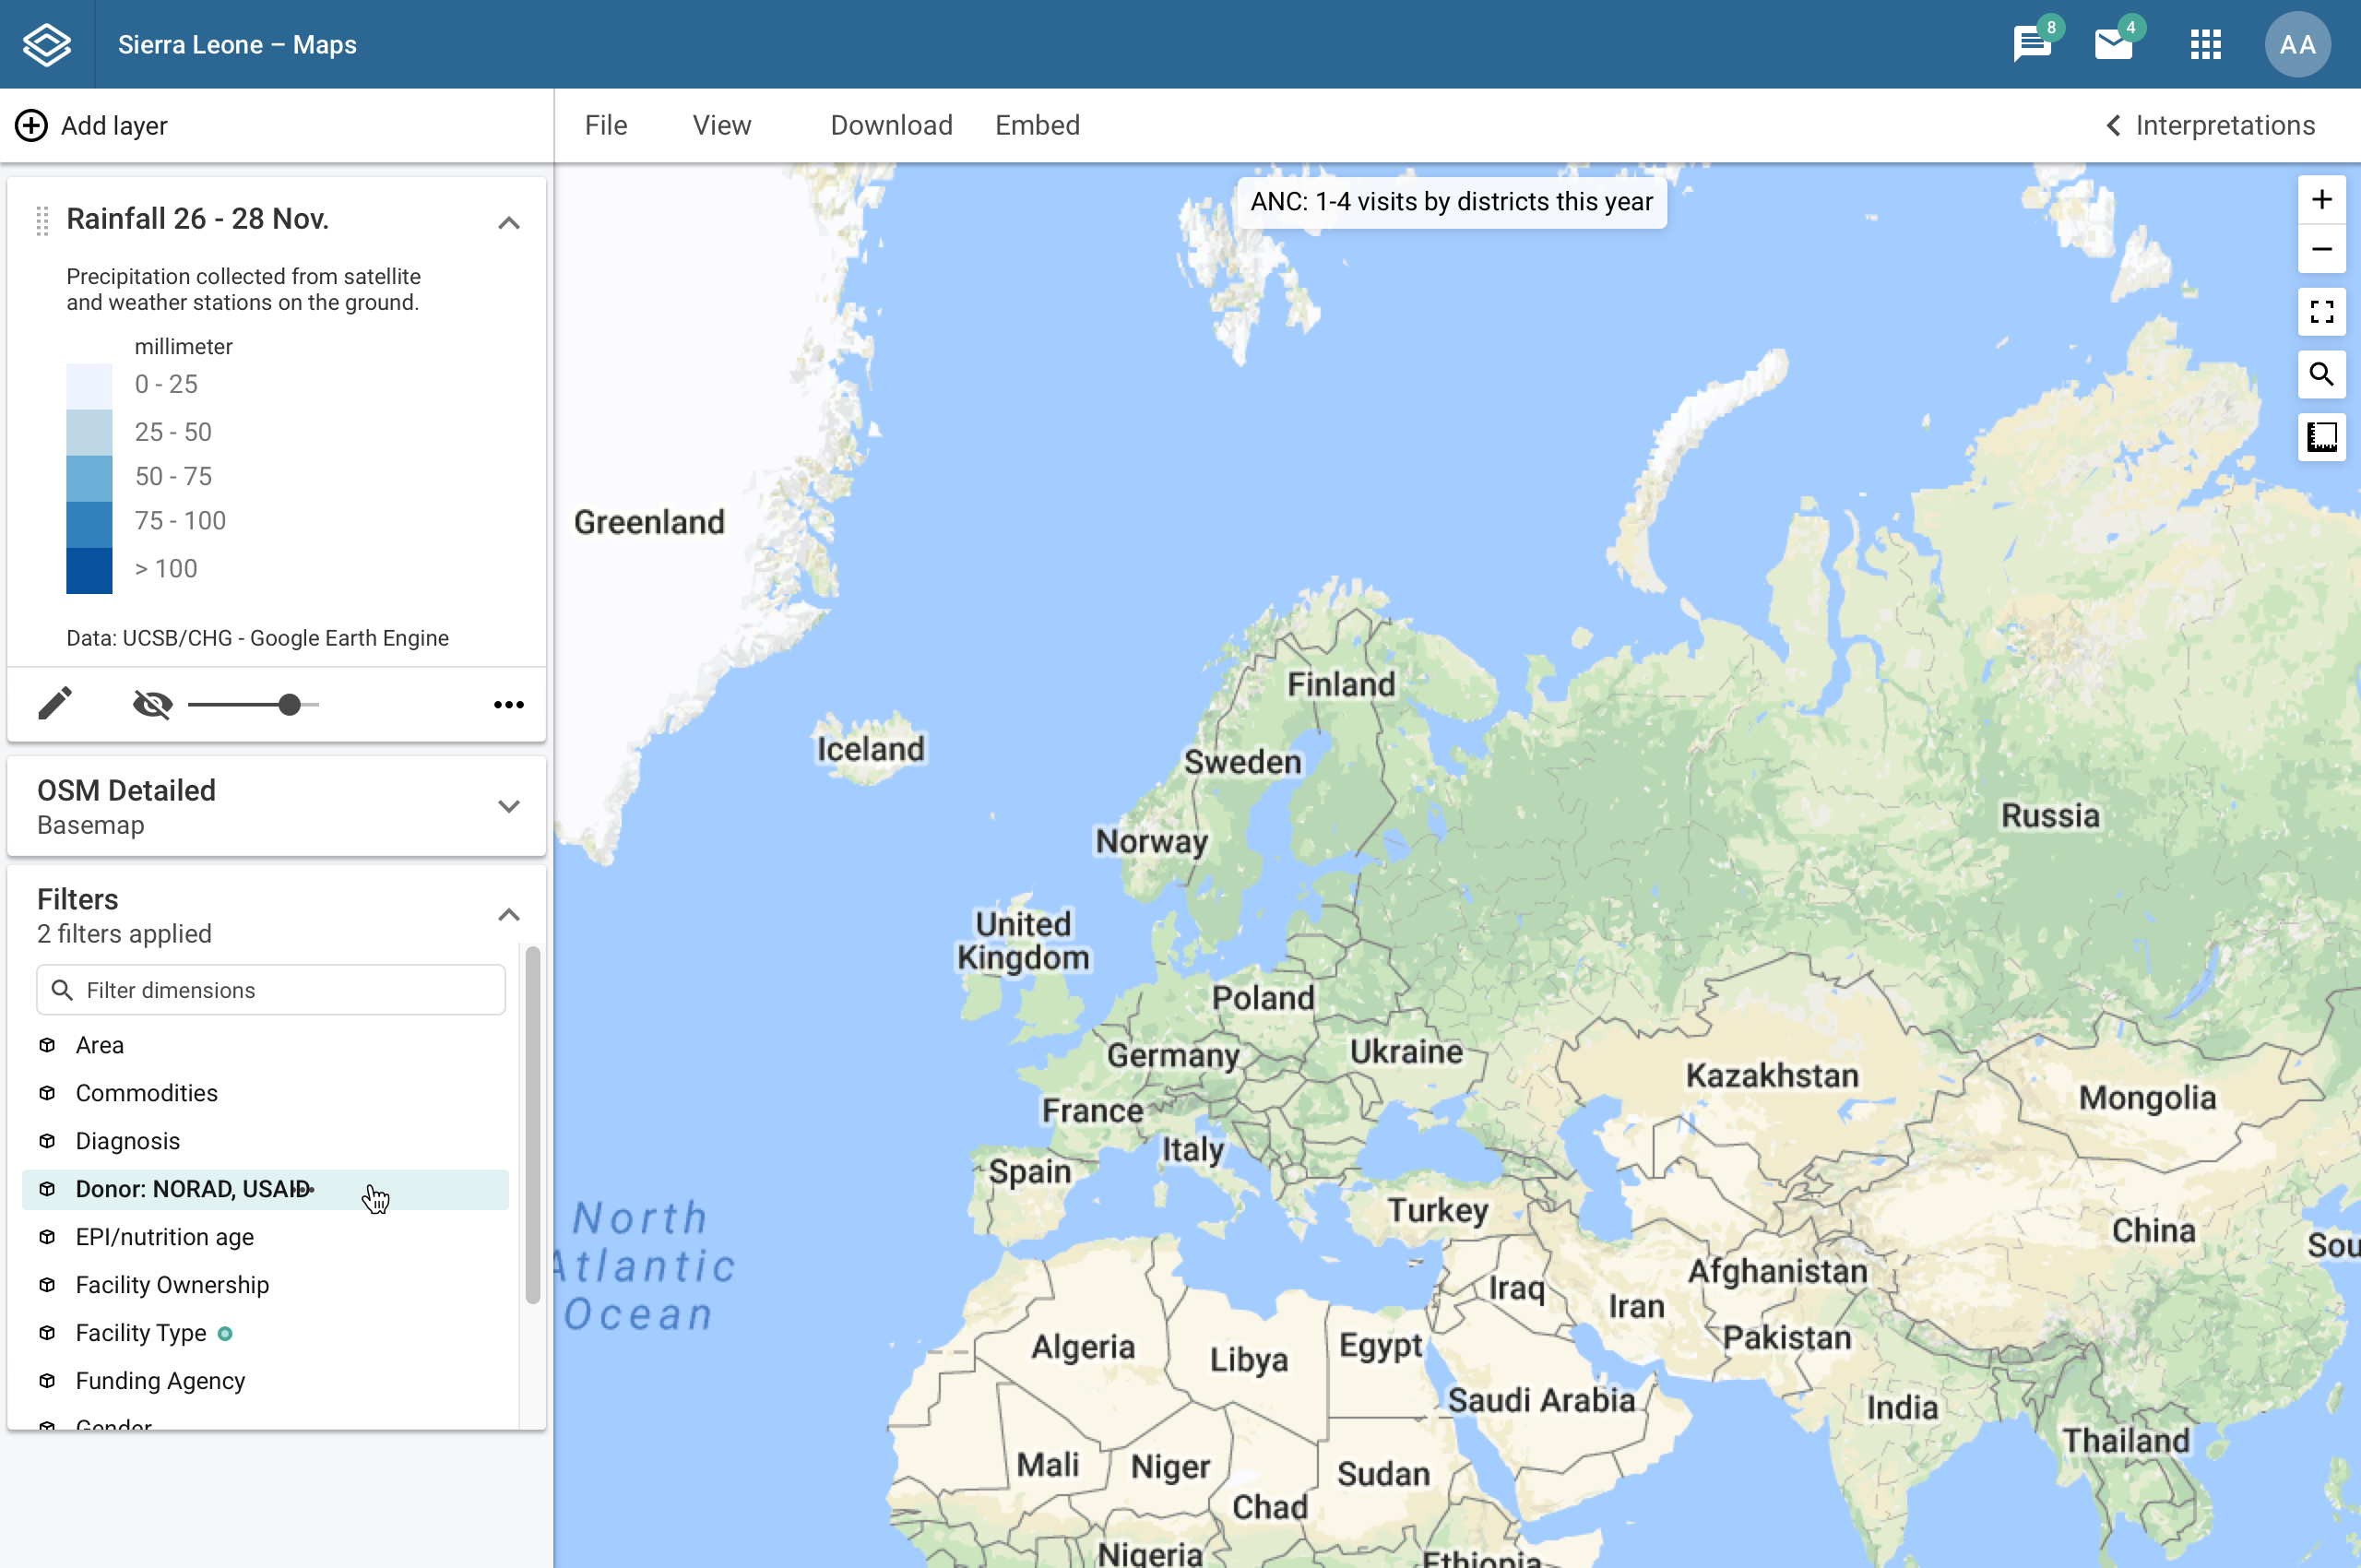 Sierra Leone – Maps
8
4
AA
Add layer
File
View
Download
Embed
Interpretations
Rainfall 26 - 28 Nov.
Precipitation collected from satellite
and weather stations on the ground.
millimeter
0 - 25
25 - 50
50 - 75
75 - 100
> 100
Data: UCSB/CHG - Google Earth Engine
OSM Detailed
Basemap
Filters
2 filters applied
Filter dimensions
Area
Commodities
Diagnosis
Donor: NORAD, USAID
EPI/nutrition age
Facility Ownership
Facility Type
Funding Agency
Gender
ANC: 1-4 visits by districts this year
Greenland
Iceland
Finland
Sweden
Norway
Russia
United
Kingdom
Poland
Germany
Ukraine
Kazakhstan
Mongolia
France
Italy
Spain
Turkey
China
Sou
North
Atlantic
Ocean
Afghanistan
Iraq
Iran
Pakistan
Algeria
Libya
Egypt
Saudi Arabia
India
Thailand
Mali
Niger
Sudan
Chad
Nigeria
Ethiopia